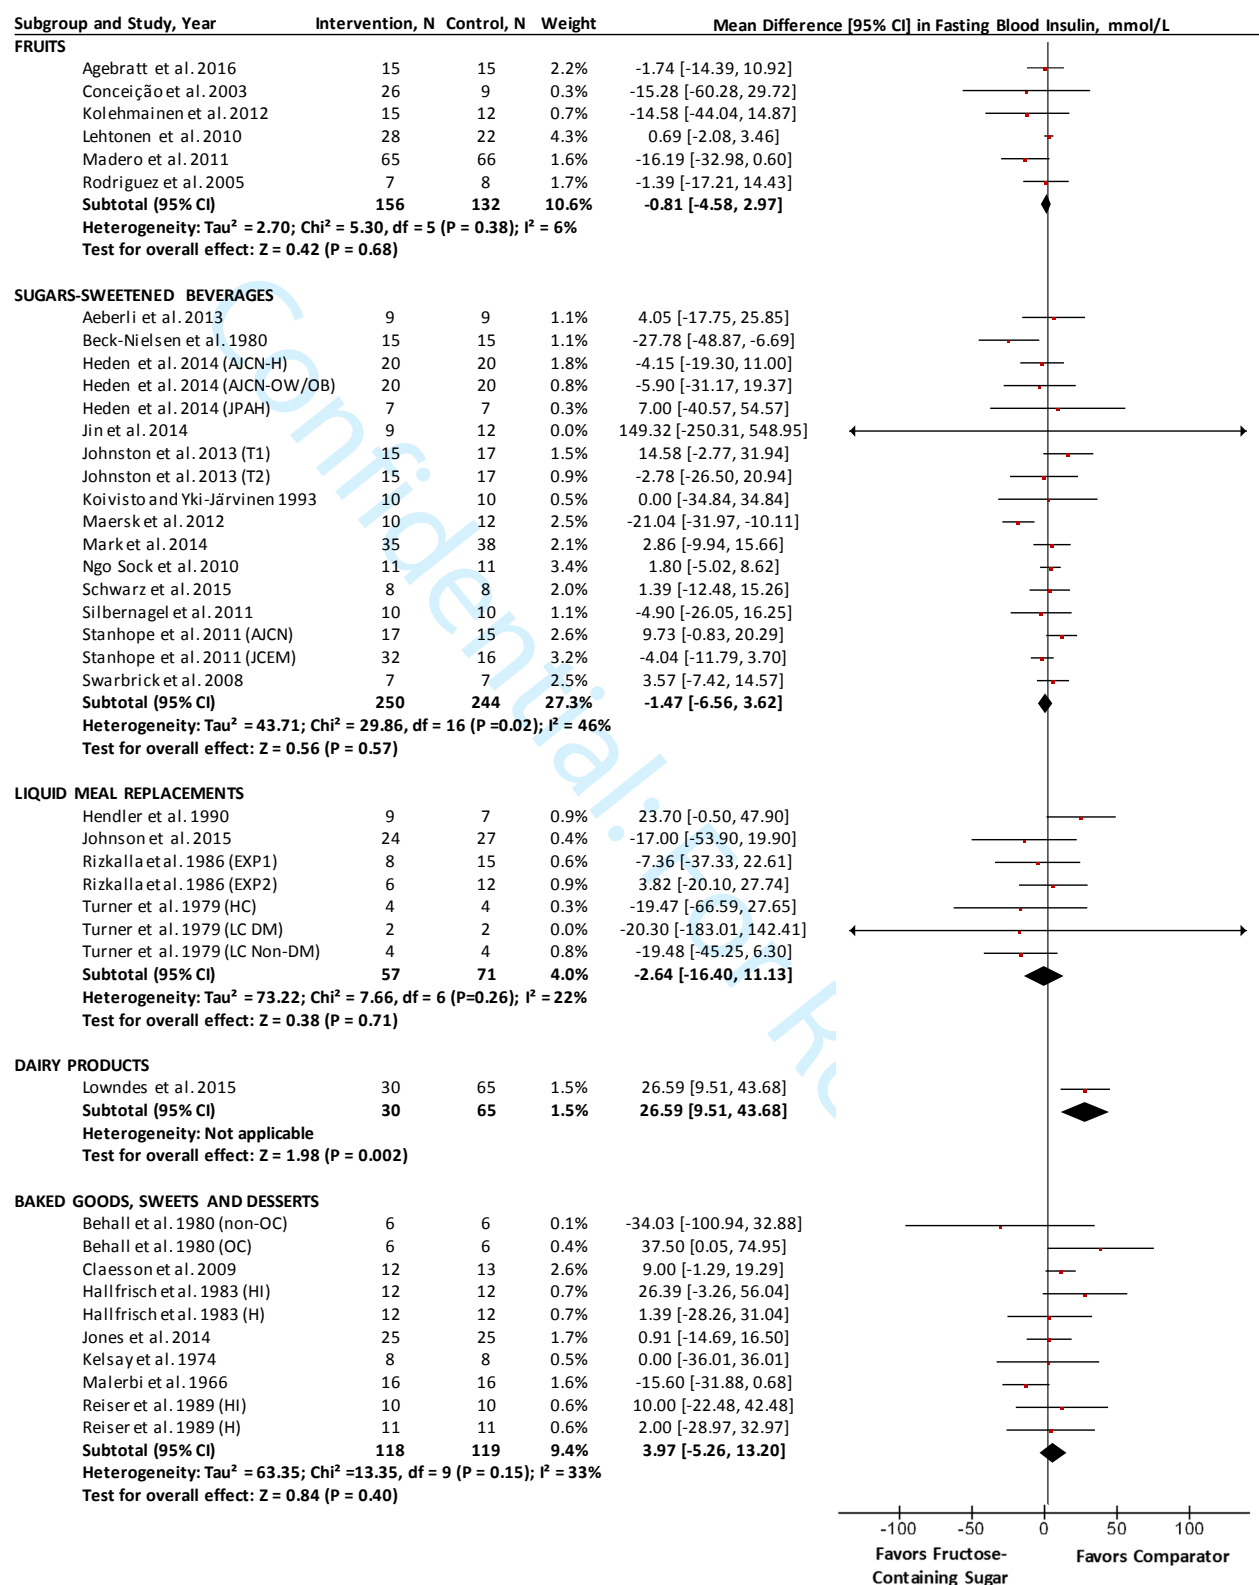 Subgroup and Study, Year Intervention, N Control, N Weight Mean Difference [95% CI] in Fasting Blood Insulin, mmol/L
FRUITS
Agebratt et al. 2016 15 15 2.2% -1.74 [-14.39, 10.92]
Conceição et al. 2003 26 9 0.3% -15.28 [-60.28, 29.72]
Kolehmainen et al. 2012 15 12 0.7% -14.58 [-44.04, 14.87]
Lehtonen et al. 2010 28 22 4.3% 0.69 [-2.08, 3.46]
Madero et al. 2011 65 66 1.6% -16.19 [-32.98, 0.60]
Rodriguez et al. 2005 7 8 1.7% -1.39 [-17.21, 14.43]
Subtotal (95% CI) 156 132 10.6% -0.81 [-4.58, 2.97]
Heterogeneity: Tau² = 2.70; Chi² = 5.30, df = 5 (P = 0.38); I² = 6%
Test for overall effect: Z = 0.42 (P = 0.68)
SUGARS-SWEETENED BEVERAGES
Aeberli et al. 2013 9 9 1.1% 4.05 [-17.75, 25.85]
Beck-Nielsen et al. 1980 15 15 1.1% -27.78 [-48.87, -6.69]
Heden et al. 2014 (AJCN-H) 20 20 1.8% -4.15 [-19.30, 11.00]
Heden et al. 2014 (AJCN-OW/OB) 20 20 0.8% -5.90 [-31.17, 19.37]
Heden et al. 2014 (JPAH) 7 7 0.3% 7.00 [-40.57, 54.57]
Jin et al. 2014 9 12 0.0% 149.32 [-250.31, 548.95]
Johnston et al. 2013 (T1) 15 17 1.5% 14.58 [-2.77, 31.94]
Johnston et al. 2013 (T2) 15 17 0.9% -2.78 [-26.50, 20.94]
Koivisto and Yki-Järvinen 1993 10 10 0.5% 0.00 [-34.84, 34.84]
Maersk et al. 2012 10 12 2.5% -21.04 [-31.97, -10.11]
Mark et al. 2014 35 38 2.1% 2.86 [-9.94, 15.66]
Ngo Sock et al. 2010 11 11 3.4% 1.80 [-5.02, 8.62]
Schwarz et al. 2015 8 8 2.0% 1.39 [-12.48, 15.26]
Silbernagel et al. 2011 10 10 1.1% -4.90 [-26.05, 16.25]
Stanhope et al. 2011 (AJCN) 17 15 2.6% 9.73 [-0.83, 20.29]
Stanhope et al. 2011 (JCEM) 32 16 3.2% -4.04 [-11.79, 3.70]
Swarbrick et al. 2008 7 7 2.5% 3.57 [-7.42, 14.57]
Subtotal (95% CI) 250 244 27.3% -1.47 [-6.56, 3.62]
Heterogeneity: Tau² = 43.71; Chi² = 29.86, df = 16 (P =0.02); I² = 46%
Test for overall effect: Z = 0.56 (P = 0.57)
LIQUID MEAL REPLACEMENTS
Hendler et al. 1990 9 7 0.9% 23.70 [-0.50, 47.90]
Johnson et al. 2015 24 27 0.4% -17.00 [-53.90, 19.90]
Rizkalla et al. 1986 (EXP1) 8 15 0.6% -7.36 [-37.33, 22.61]
Rizkalla et al. 1986 (EXP2) 6 12 0.9% 3.82 [-20.10, 27.74]
Turner et al. 1979 (HC) 4 4 0.3% -19.47 [-66.59, 27.65]
Turner et al. 1979 (LC DM) 2 2 0.0% -20.30 [-183.01, 142.41]
Turner et al. 1979 (LC Non-DM) 4 4 0.8% -19.48 [-45.25, 6.30]
Subtotal (95% CI) 57 71 4.0% -2.64 [-16.40, 11.13]
Heterogeneity: Tau² = 73.22; Chi² = 7.66, df = 6 (P=0.26); I² = 22%
Test for overall effect: Z = 0.38 (P = 0.71)
DAIRY PRODUCTS
Lowndes et al. 2015 30 65 1.5% 26.59 [9.51, 43.68]
Subtotal (95% CI) 30 65 1.5% 26.59 [9.51, 43.68]
Heterogeneity: Not applicable
Test for overall effect: Z = 1.98 (P = 0.002)
BAKED GOODS, SWEETS AND DESSERTS
Behall et al. 1980 (non-OC) 6 6 0.1% -34.03 [-100.94, 32.88]
Behall et al. 1980 (OC) 6 6 0.4% 37.50 [0.05, 74.95]
Claesson et al. 2009 12 13 2.6% 9.00 [-1.29, 19.29]
Hallfrisch et al. 1983 (HI) 12 12 0.7% 26.39 [-3.26, 56.04]
Hallfrisch et al. 1983 (H) 12 12 0.7% 1.39 [-28.26, 31.04]
Jones et al. 2014 25 25 1.7% 0.91 [-14.69, 16.50]
Kelsay et al. 1974 8 8 0.5% 0.00 [-36.01, 36.01]
Malerbi et al. 1966 16 16 1.6% -15.60 [-31.88, 0.68]
Reiser et al. 1989 (HI) 10 10 0.6% 10.00 [-22.48, 42.48]
Reiser et al. 1989 (H) 11 11 0.6% 2.00 [-28.97, 32.97]
Subtotal (95% CI) 118 119 9.4% 3.97 [-5.26, 13.20]
Heterogeneity: Tau² = 63.35; Chi² =13.35, df = 9 (P = 0.15); I² = 33%
Test for overall effect: Z = 0.84 (P = 0.40)
-100 -50 0 50 100
Favors Fructose- Favors Comparator
Containing Sugar
Confidential: For